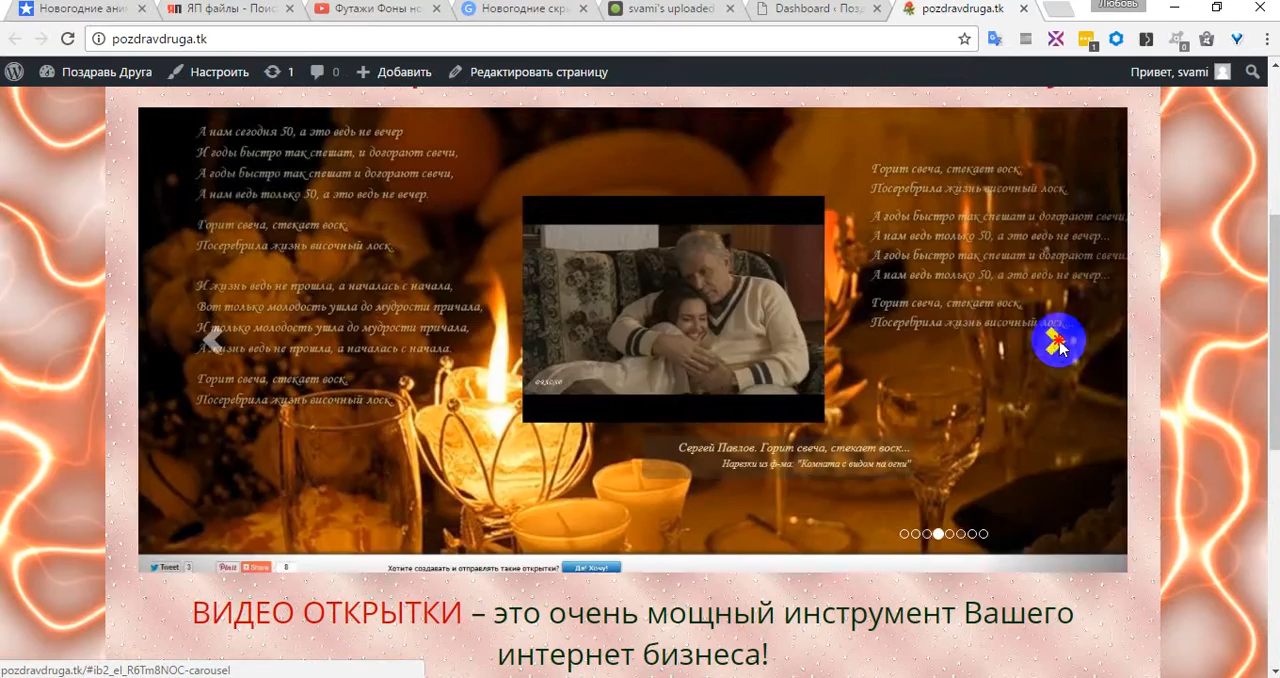 Новогодние ани
ЯП файлы - Поис
Футажи Фоны но
Новогодние скр
svami's uploaded
Dashboard ‹ Позд
pozdravdruga.tk
Любовь
pozdravdruga.tk
1
0
Поздравь Друга
Настроить
1
0
Добавить
Редактировать страницу
Привет, svami
А нам сегодня 50, а это ведь не вечер
И годы быстро так спешат, и догорают свечи,
А годы быстро так спешат и догорают свечи,
А нам ведь только 50, а это ведь не вечер.
Горит свеча, стекает воск.
Посеребрила жизнь височный лоск.
И жизнь ведь не прошла, а началась с начала,
Вот только молодость ушла до мудрости причала,
И только молодость ушла до мудрости причала,
А жизнь ведь не прошла, а началась с начала.
Горит свеча, стекает воск.
Посеребрила жизнь височный лоск.
Горит свеча, стекает воск.
Посеребрила жизнь височный лоск.
А годы быстро так спешат и догорают свечи,
А нам ведь только 50, а это ведь не вечер...
А годы быстро так спешат и догорают свечи,
А нам ведь только 50, а это ведь не вечер...
Горит свеча, стекает воск,
Посеребрила жизнь височный лоск...
Сергей Павлов. Горит свеча, стекает воск...
Нарезки из ф-ма: "Комната с видом на огни"
Tweet 3
Pinit
Share
8
Хотите создавать и отправлять такие открытки?
Да! Хочу!
ВИДЕО ОТКРЫТКИ – это очень мощный инструмент Вашего
интернет бизнеса!
pozdravdruga.tk/#ib2_el_R6Tm8NOC-carousel